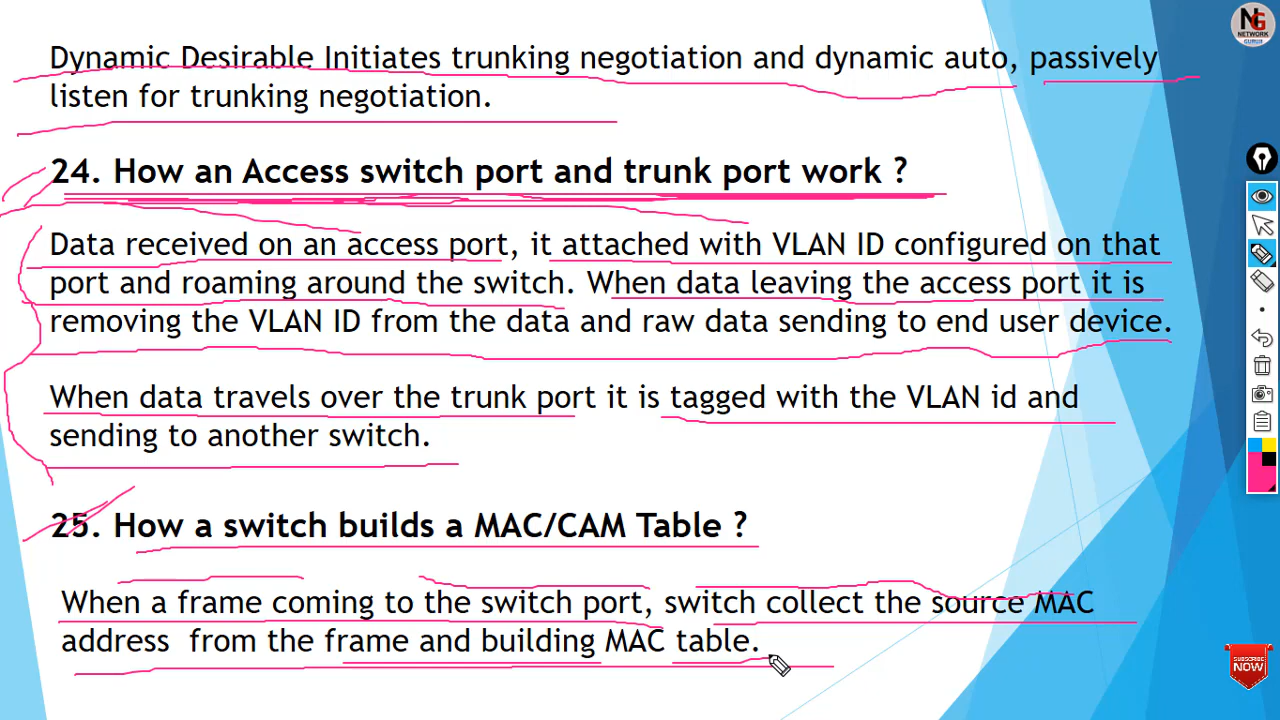 Dynamic Desirable Initiates trunking negotiation and dynamic auto, passively
listen for trunking negotiation.
24. How an Access switch port and trunk port work ?
Data received on an access port, it attached with VLAN ID configured on that
port and roaming around the switch. When data leaving the access port it is
removing the VLAN ID from the data and raw data sending to end user device.
When data travels over the trunk port it is tagged with the VLAN id and
sending to another switch.
25. How a switch builds a MAC/CAM Table ?
When a frame coming to the switch port, switch collect the source MAC
address from the frame and building MAC table.
NG
NETWORK
SUBSCRIBE
NOW